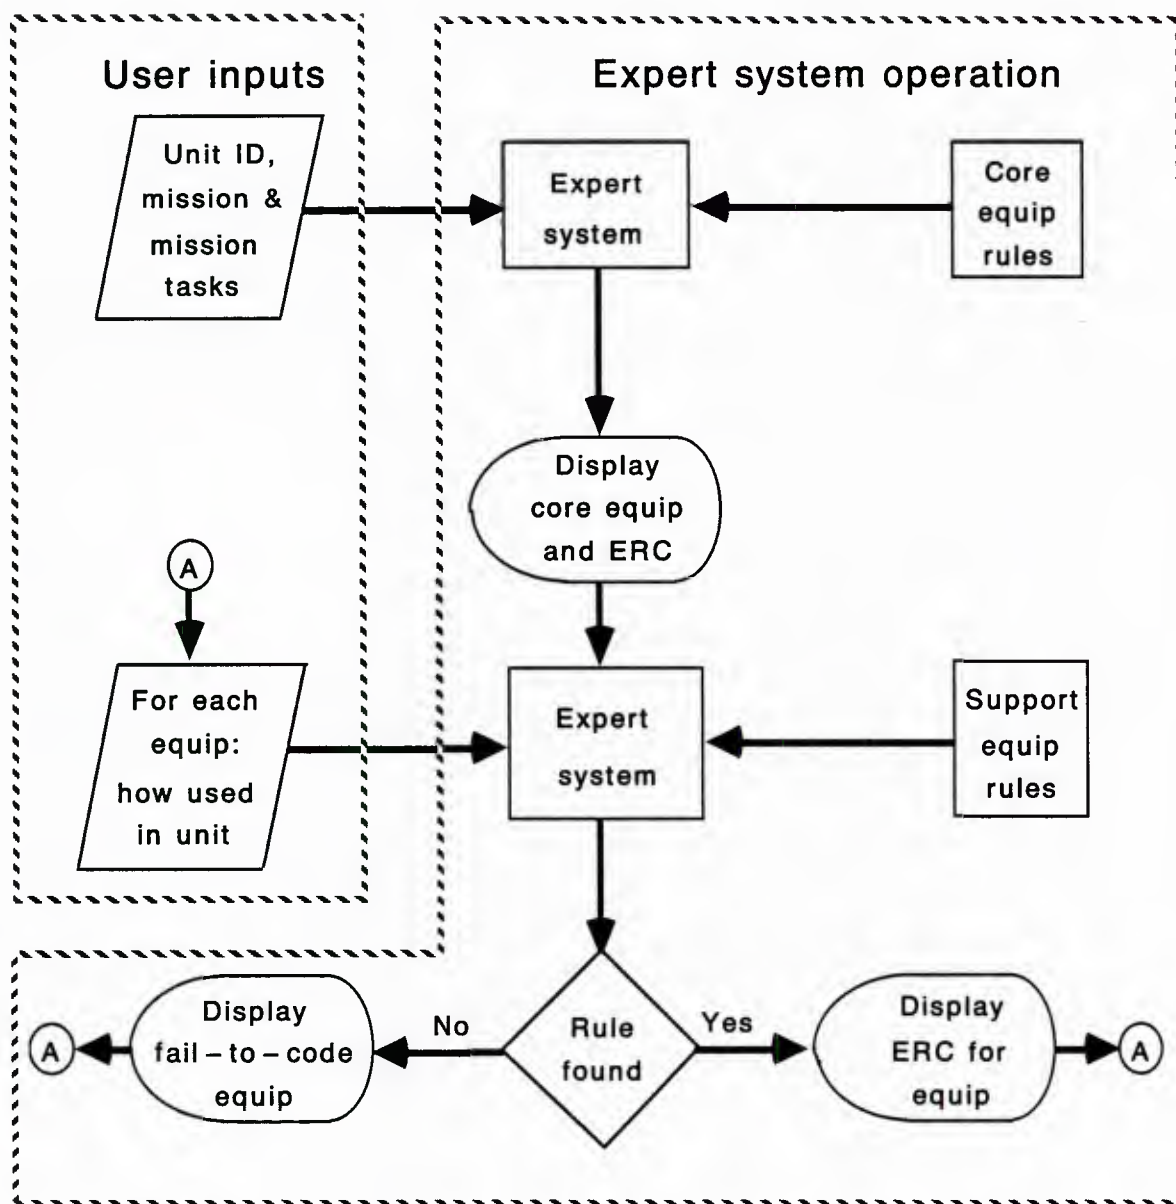 User inputs
Expert system operation
Unit ID,
mission &
mission
tasks
Expert
system
Core
equip
rules
Display
core equip
and ERC
A
For each
equip:
how used
in unit
Expert
system
Support
equip
rules
A
Display
fail-to-code
equip
No
Rule
found
Yes
Display
ERC for
equip
A